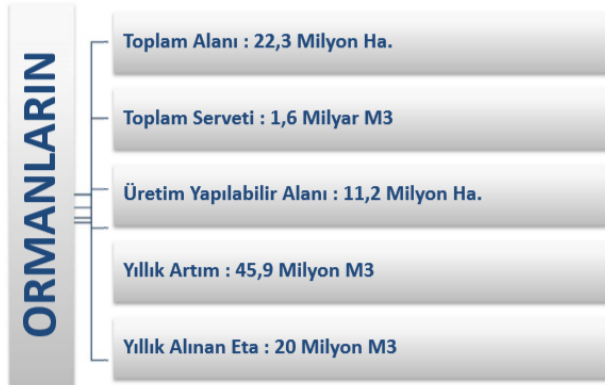 ORMANLARIN
Toplam Alanı : 22,3 Milyon Ha.
Toplam Serveti : 1,6 Milyar M3
Üretim Yapılabilir Alanı : 11,2 Milyon Ha.
Yıllık Artım : 45,9 Milyon M3
Yıllık Alınan Eta : 20 Milyon M3